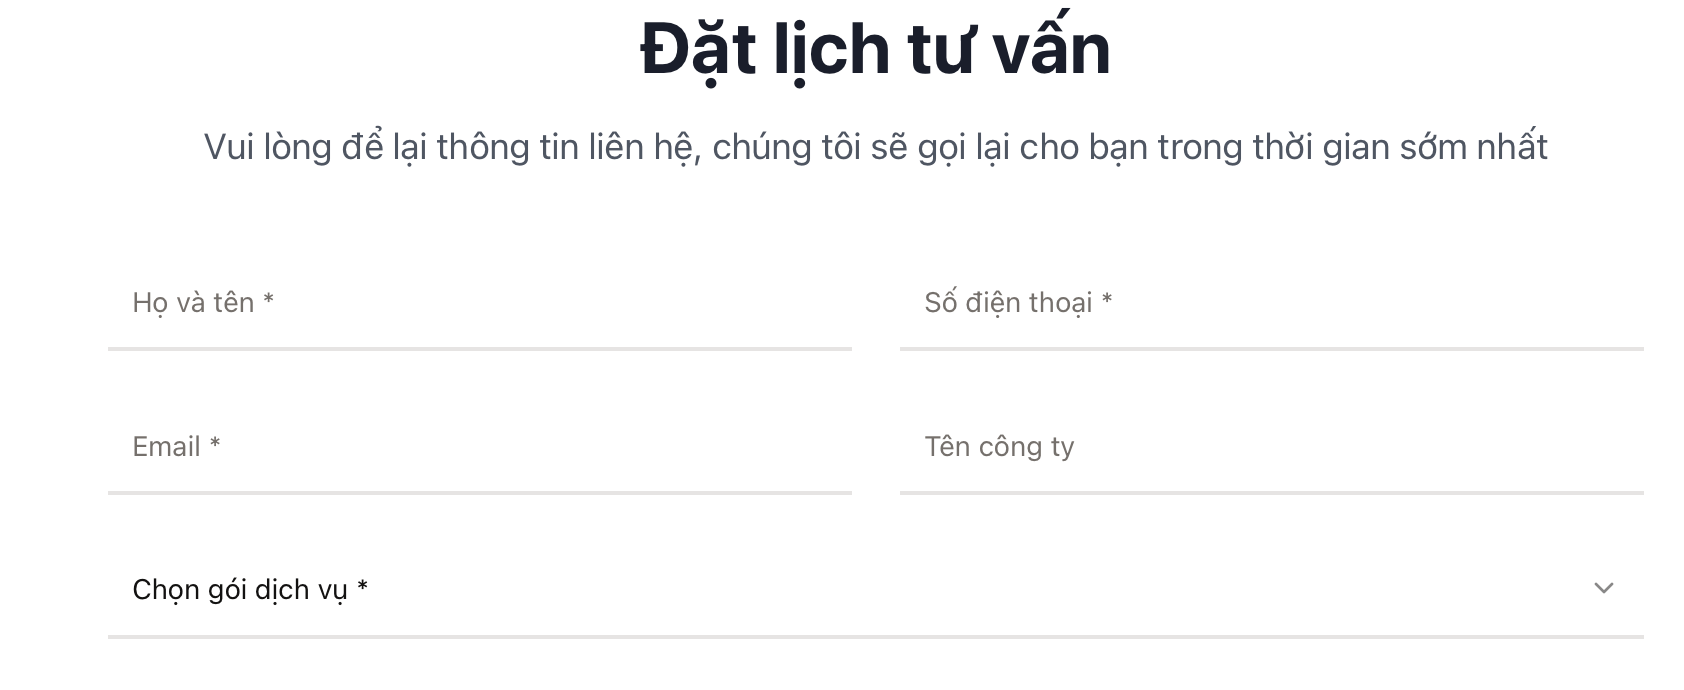 Đặt lịch tư vấn
Vui lòng để lại thông tin liên hệ, chúng tôi sẽ gọi lại cho bạn trong thời gian sớm nhất
Họ và tên *
Số điện thoại *
Email *
Tên công ty
Chọn gói dịch vụ *